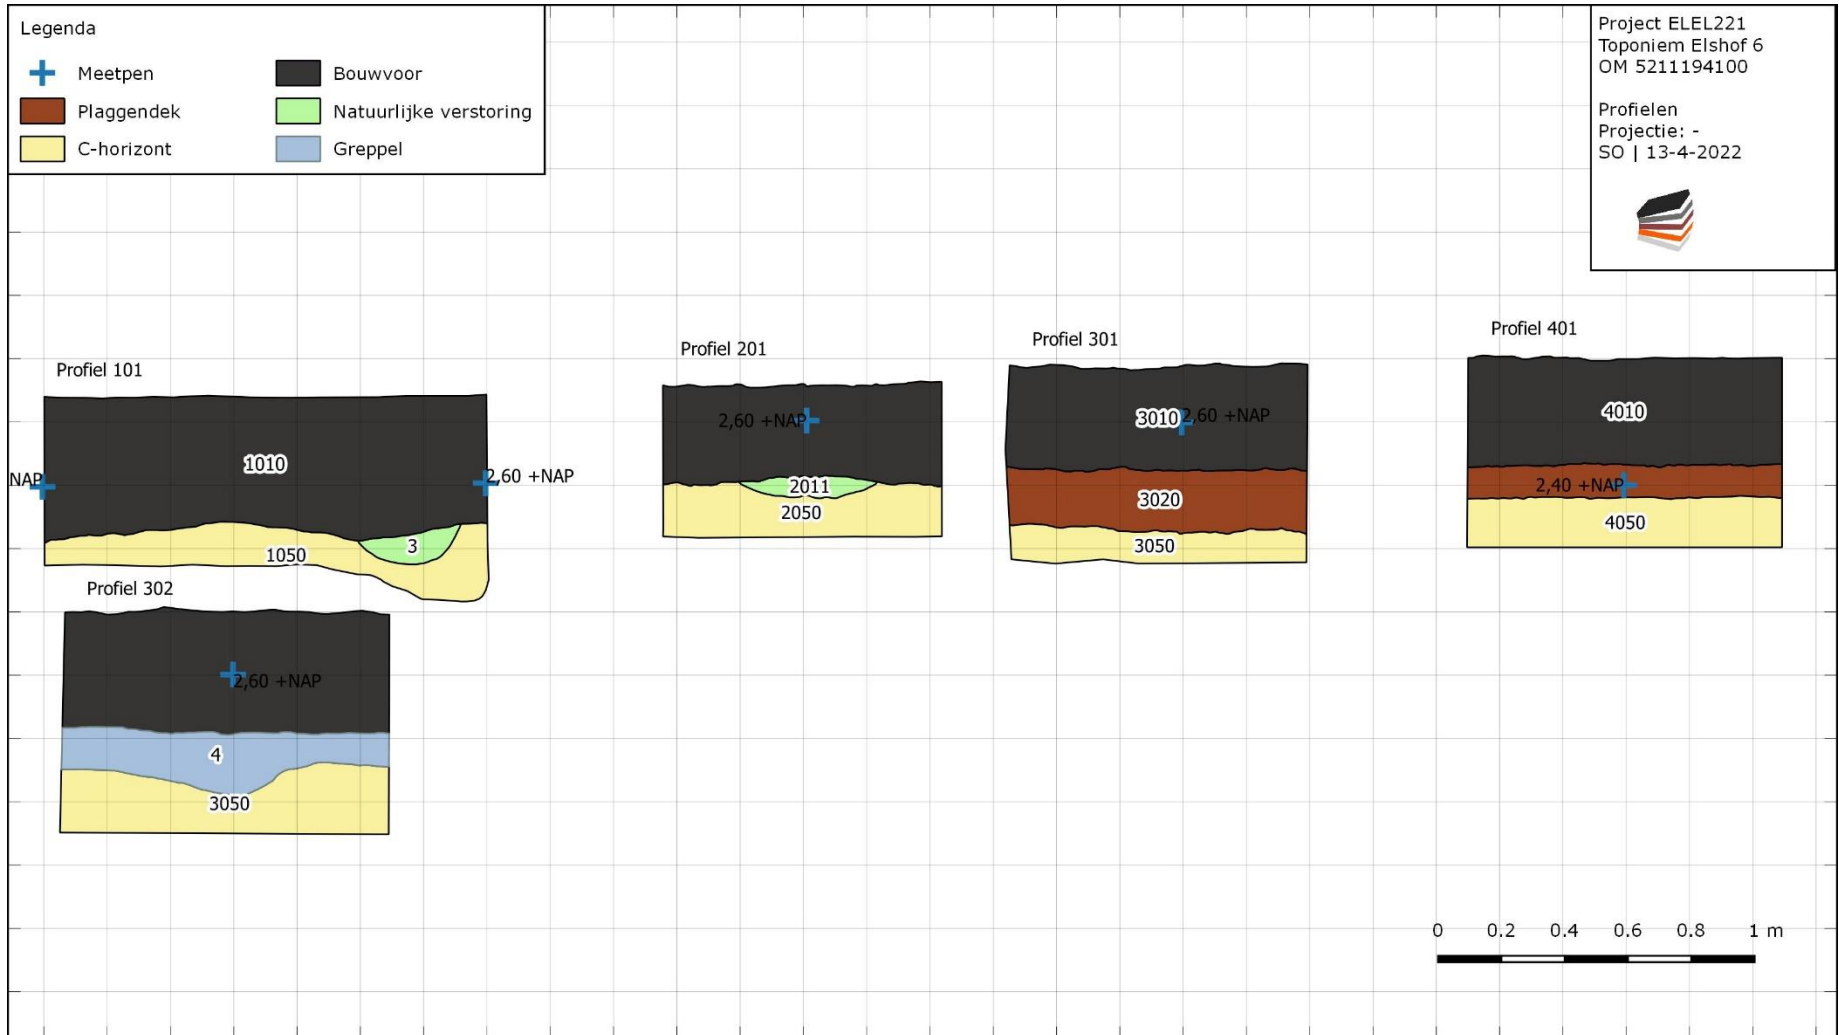 Legenda
Meetpen
Bouwvoor
Plaggendek
Natuurlijke verstoring
C-horizont
Greppel
Project ELEL221
Toponiem Elshof 6
OM 5211194100
Profielen
Projectie: -
SO | 13-4-2022
Profiel 101
1010
NAP
2,60 +NAP
3
1050
Profiel 201
2,60 +NAP
2011
2050
Profiel 301
3010
2,60 +NAP
3020
3050
Profiel 401
4010
2,40 +NAP
4050
Profiel 302
2,60 +NAP
4
3050
0 0.2 0.4 0.6 0.8 1 m